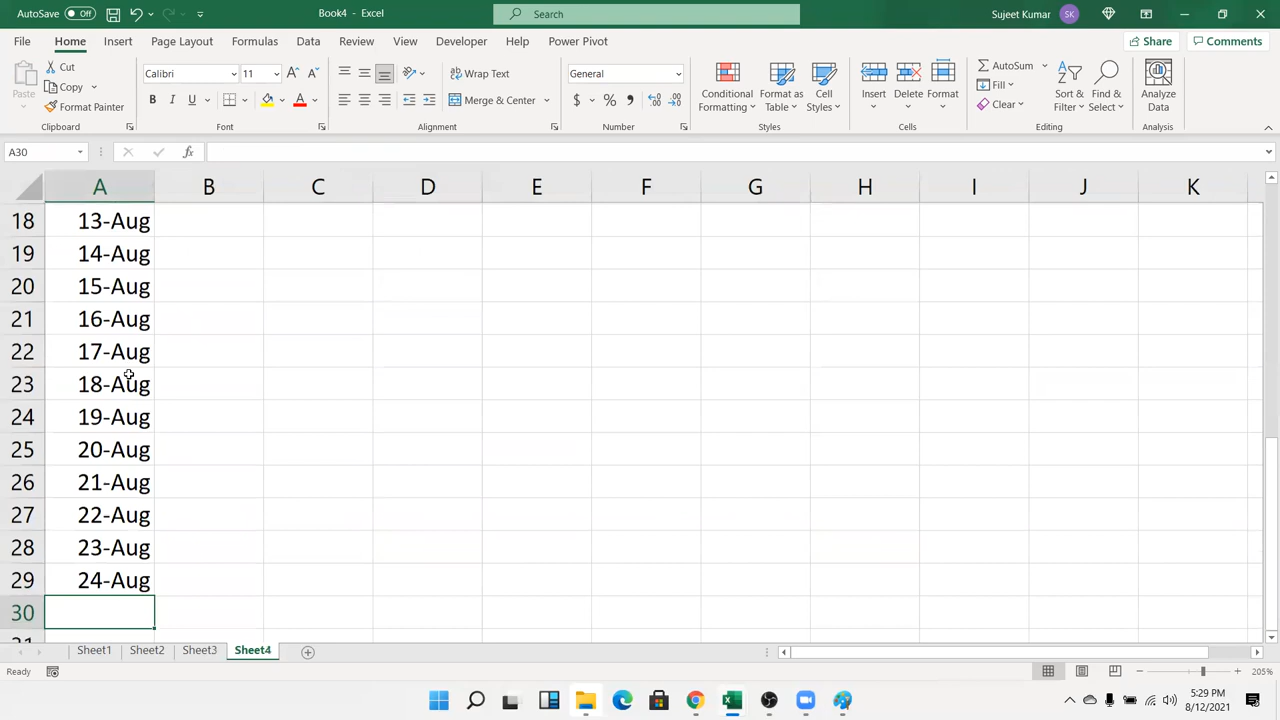 AutoSave Off Book4 - Excel Search Sujeet Kumar SK
File Home Insert Page Layout Formulas Data Review View Developer Help Power Pivot Share Comments
Paste
Cut
Copy
Format Painter
Clipboard
Calibri 11
B I U
Font
Wrap Text
Merge & Center
Alignment
General
$ % ,
Number
Conditional Formatting
Format as Table
Cell Styles
Styles
Insert
Delete
Format
Cells
AutoSum
Fill
Clear
Sort & Filter
Find & Select
Editing
Analyze Data
Analysis
A30 fx
A B C D E F G H I J K
18 13-Aug
19 14-Aug
20 15-Aug
21 16-Aug
22 17-Aug
23 18-Aug
24 19-Aug
25 20-Aug
26 21-Aug
27 22-Aug
28 23-Aug
29 24-Aug
30
31
Sheet1 Sheet2 Sheet3 Sheet4
Ready 205%
5:29 PM
8/12/2021